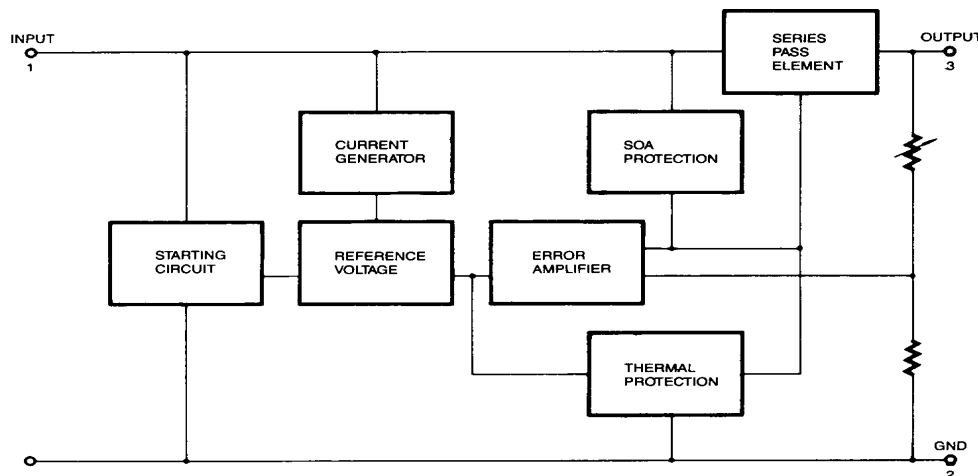 INPUT
1
SERIES
PASS
ELEMENT
OUTPUT
3
CURRENT
GENERATOR
SOA
PROTECTION
STARTING
CIRCUIT
REFERENCE
VOLTAGE
ERROR
AMPLIFIER
THERMAL
PROTECTION
GND
2